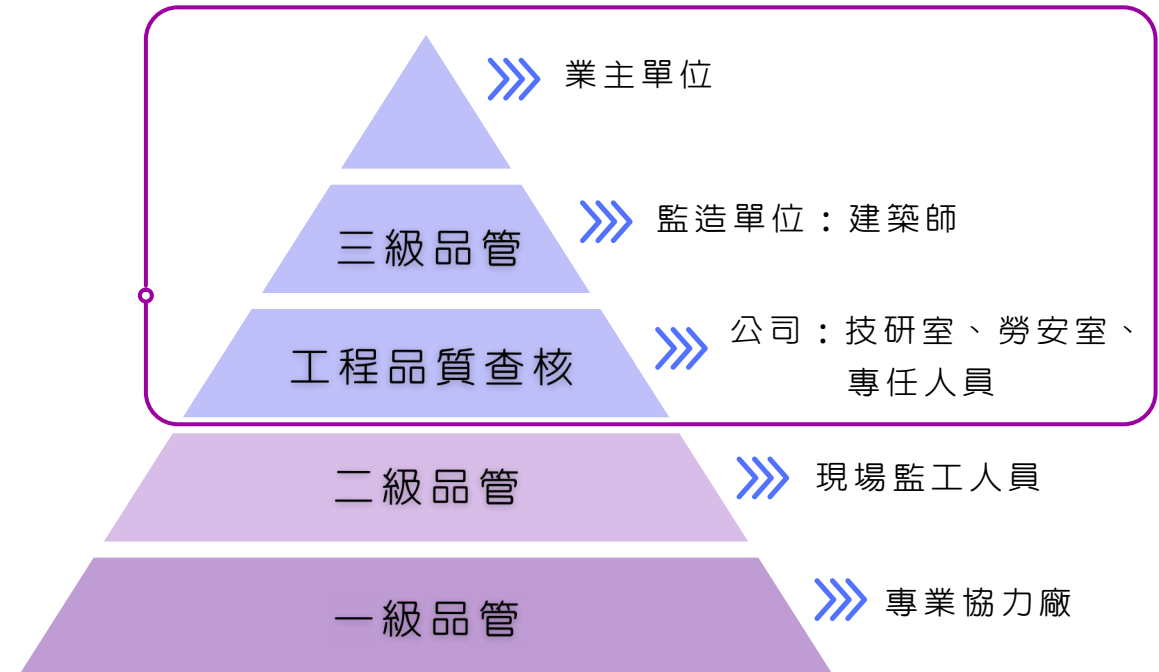 業主單位
三級品管
監造單位：建築師
工程品質查核
公司：技研室、勞安室、
專任人員
二級品管
現場監工人員
一級品管
專業協力廠